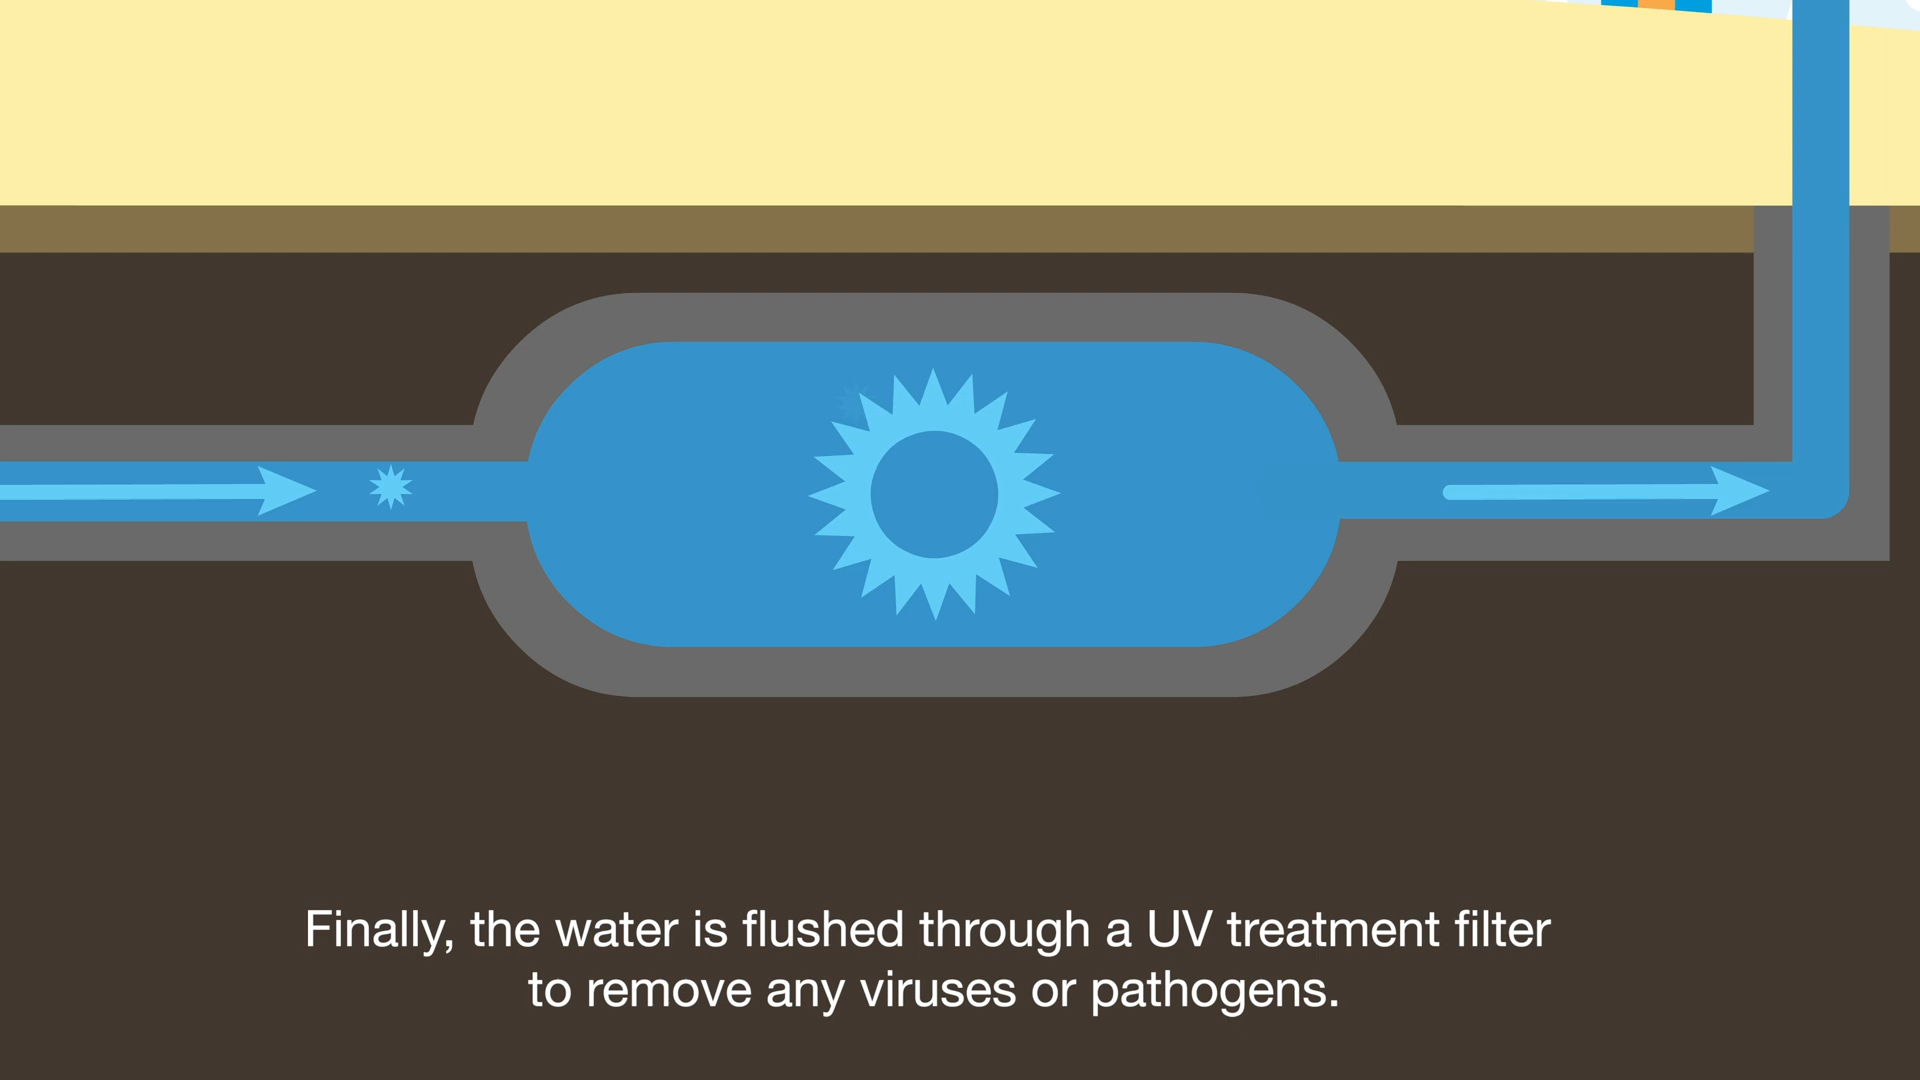 Finally, the water is flushed through a UV treatment filter
to remove any viruses or pathogens.